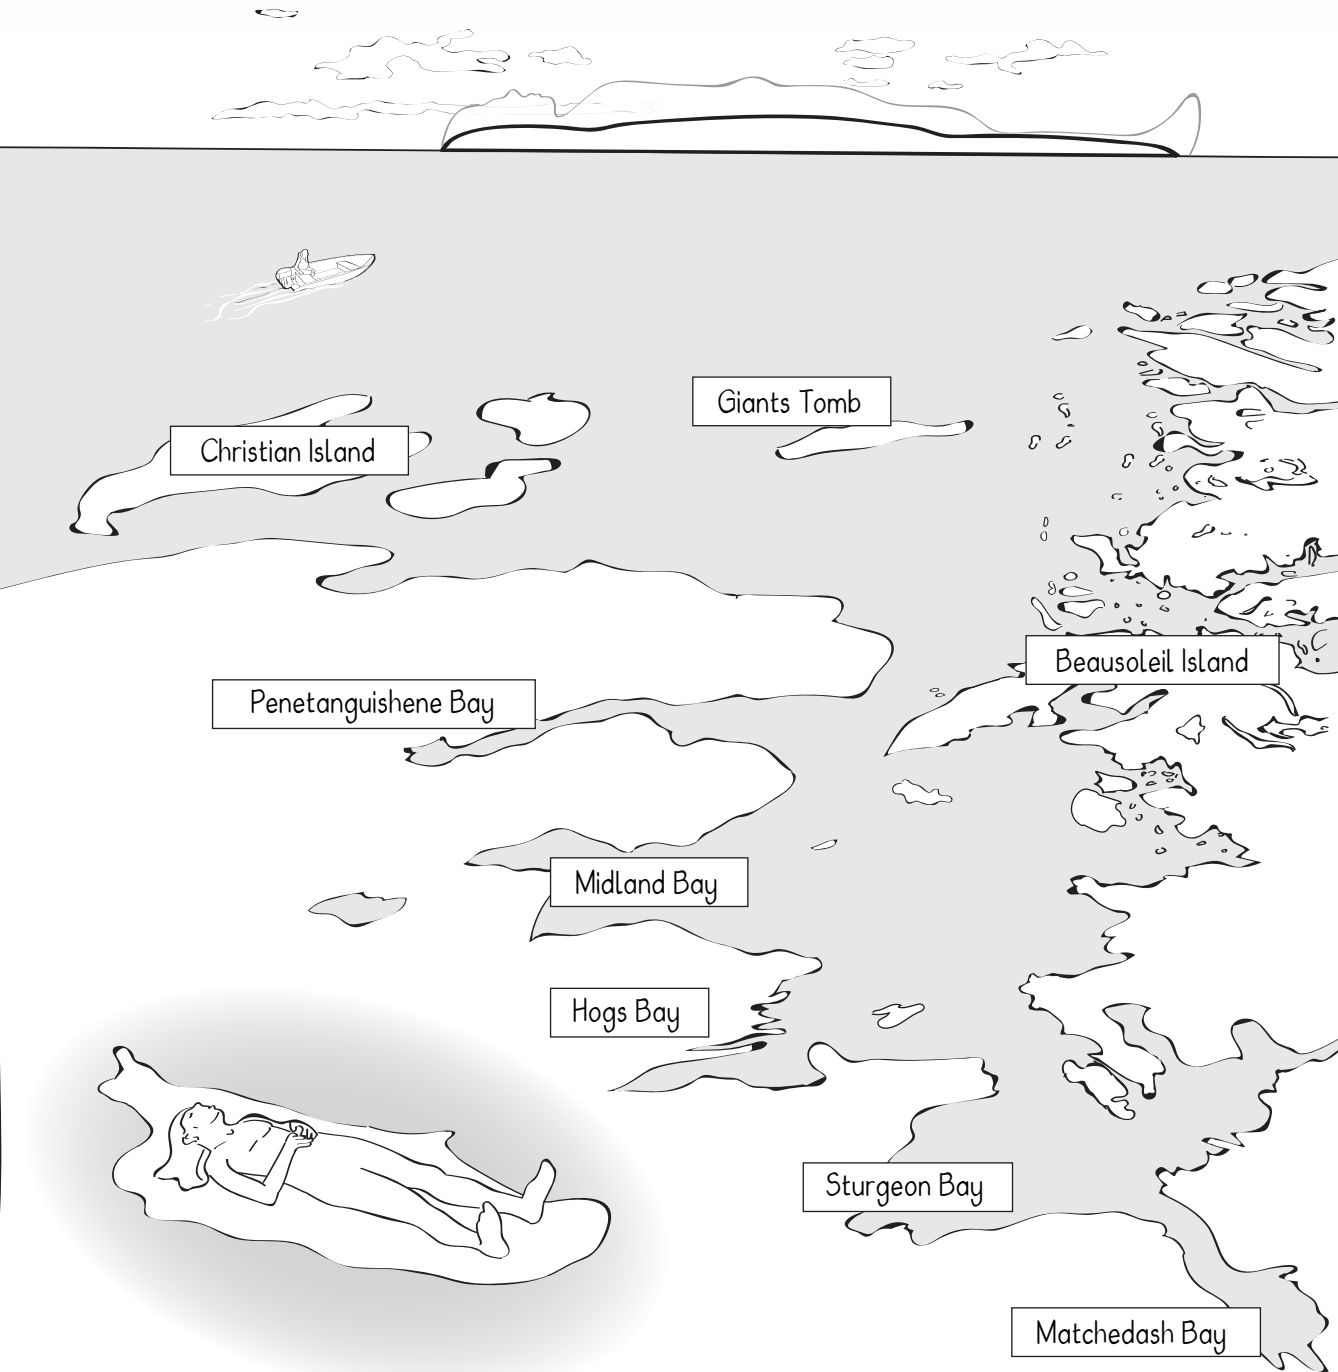 Giants Tomb
Christian Island
Beausoleil Island
Penetanguishene Bay
Midland Bay
Hogs Bay
Sturgeon Bay
Matchedash Bay